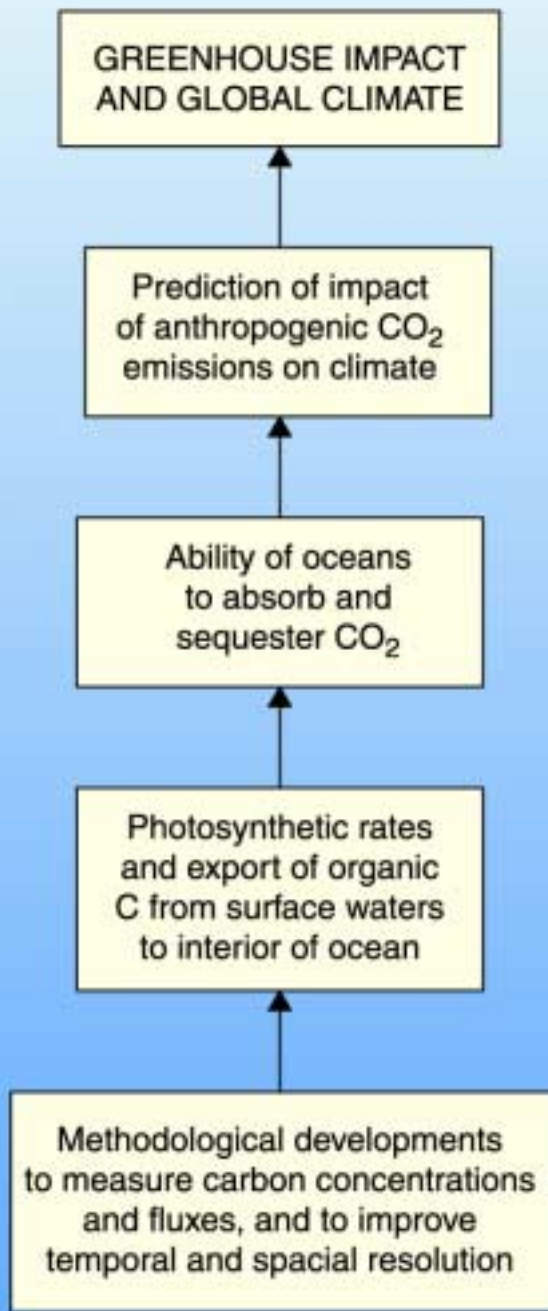 GREENHOUSE IMPACT
AND GLOBAL CLIMATE
Prediction of impact
of anthropogenic CO₂
emissions on climate
Ability of oceans
to absorb and
sequester CO₂
Photosynthetic rates
and export of organic
C from surface waters
to interior of ocean
Methodological developments
to measure carbon concentrations
and fluxes, and to improve
temporal and spacial resolution